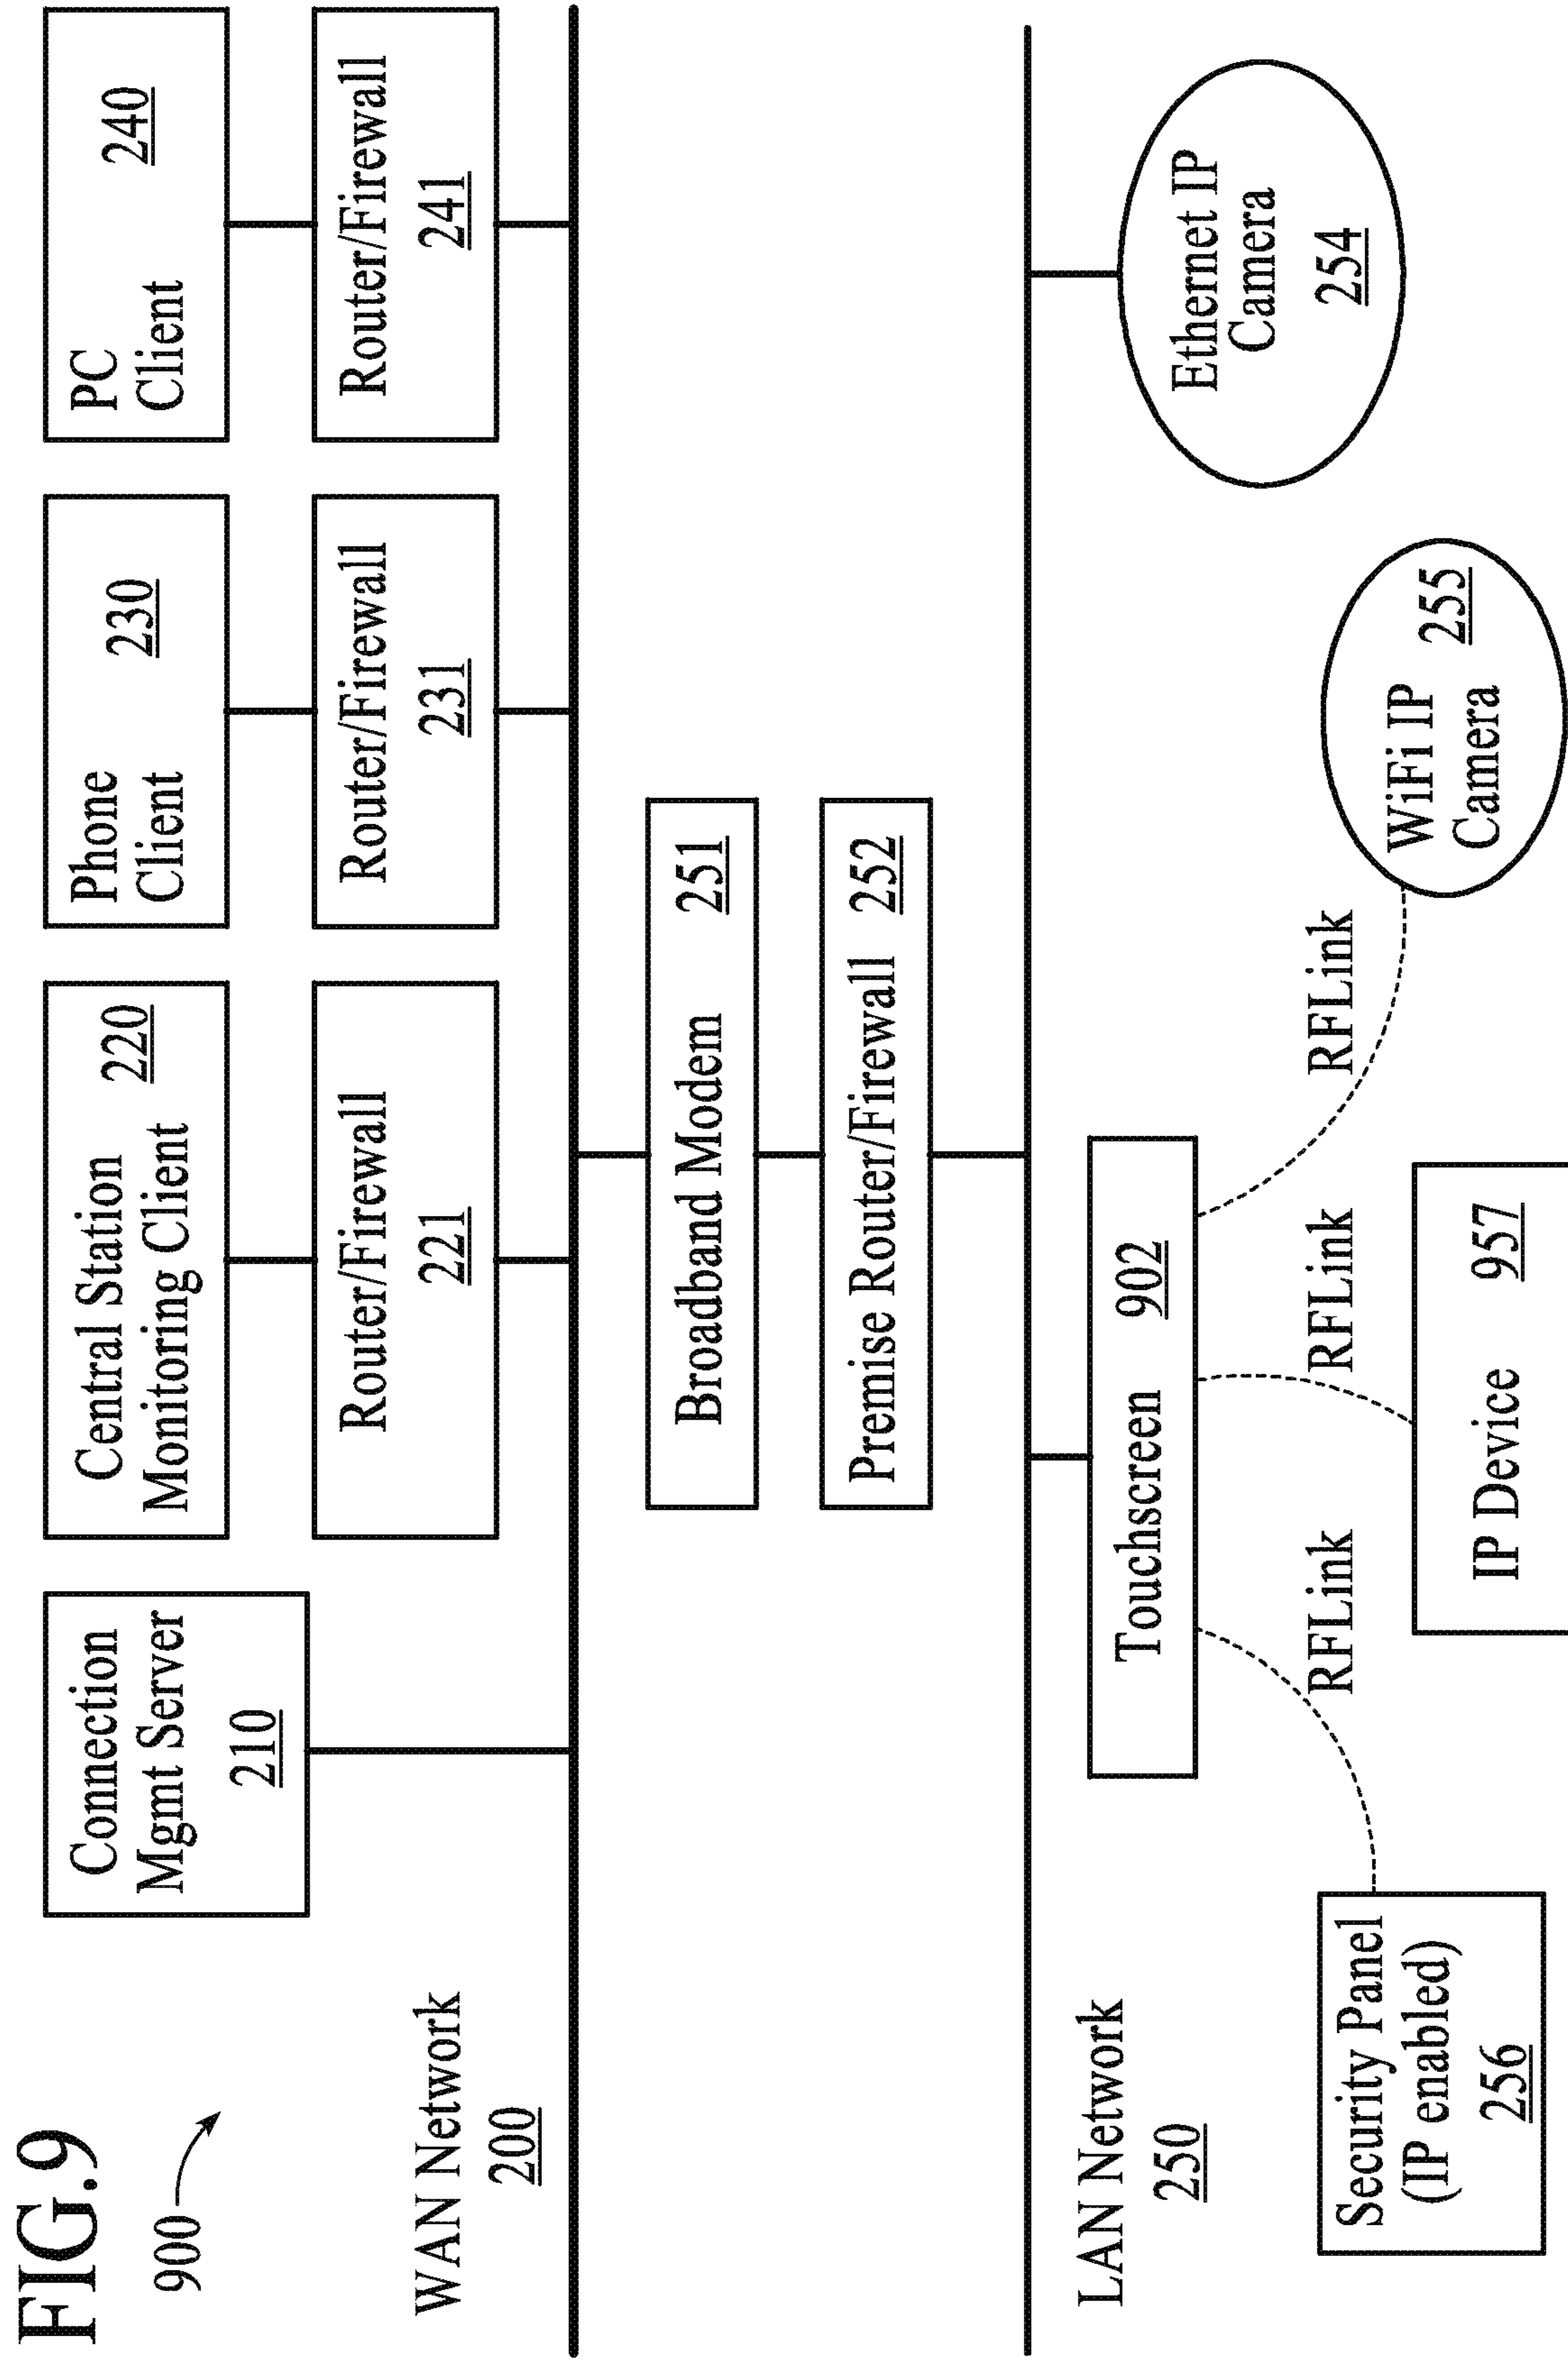 FIG.9
900
Connection
Mgmt Server
210
Central Station
Monitoring Client
220
Phone
Client
230
PC
Client
240
Router/Firewall
221
Router/Firewall
231
Router/Firewall
241
WAN Network
200
Broadband Modem 251
Premise Router/Firewall 252
LAN Network
250
Touchscreen 902
Ethernet IP
Camera
254
RFLink
RFLink
RFLink
Security Panel
(IP enabled)
256
IP Device 957
WiFi IP
Camera
255